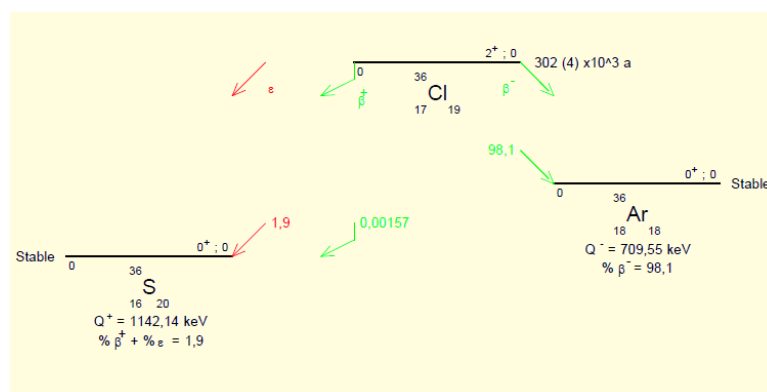 2⁺ ; 0
302 (4) x10^3 a
0
ε
β⁺
β⁻
36
Cl
17 19
98,1
0⁺ ; 0
Stable
0
36
Ar
18 18
Q⁻ = 709,55 keV
% β⁻ = 98,1
1,9
0,00157
0⁺ ; 0
Stable
0
36
S
16 20
Q⁺ = 1142,14 keV
% β⁺ + % ε = 1,9